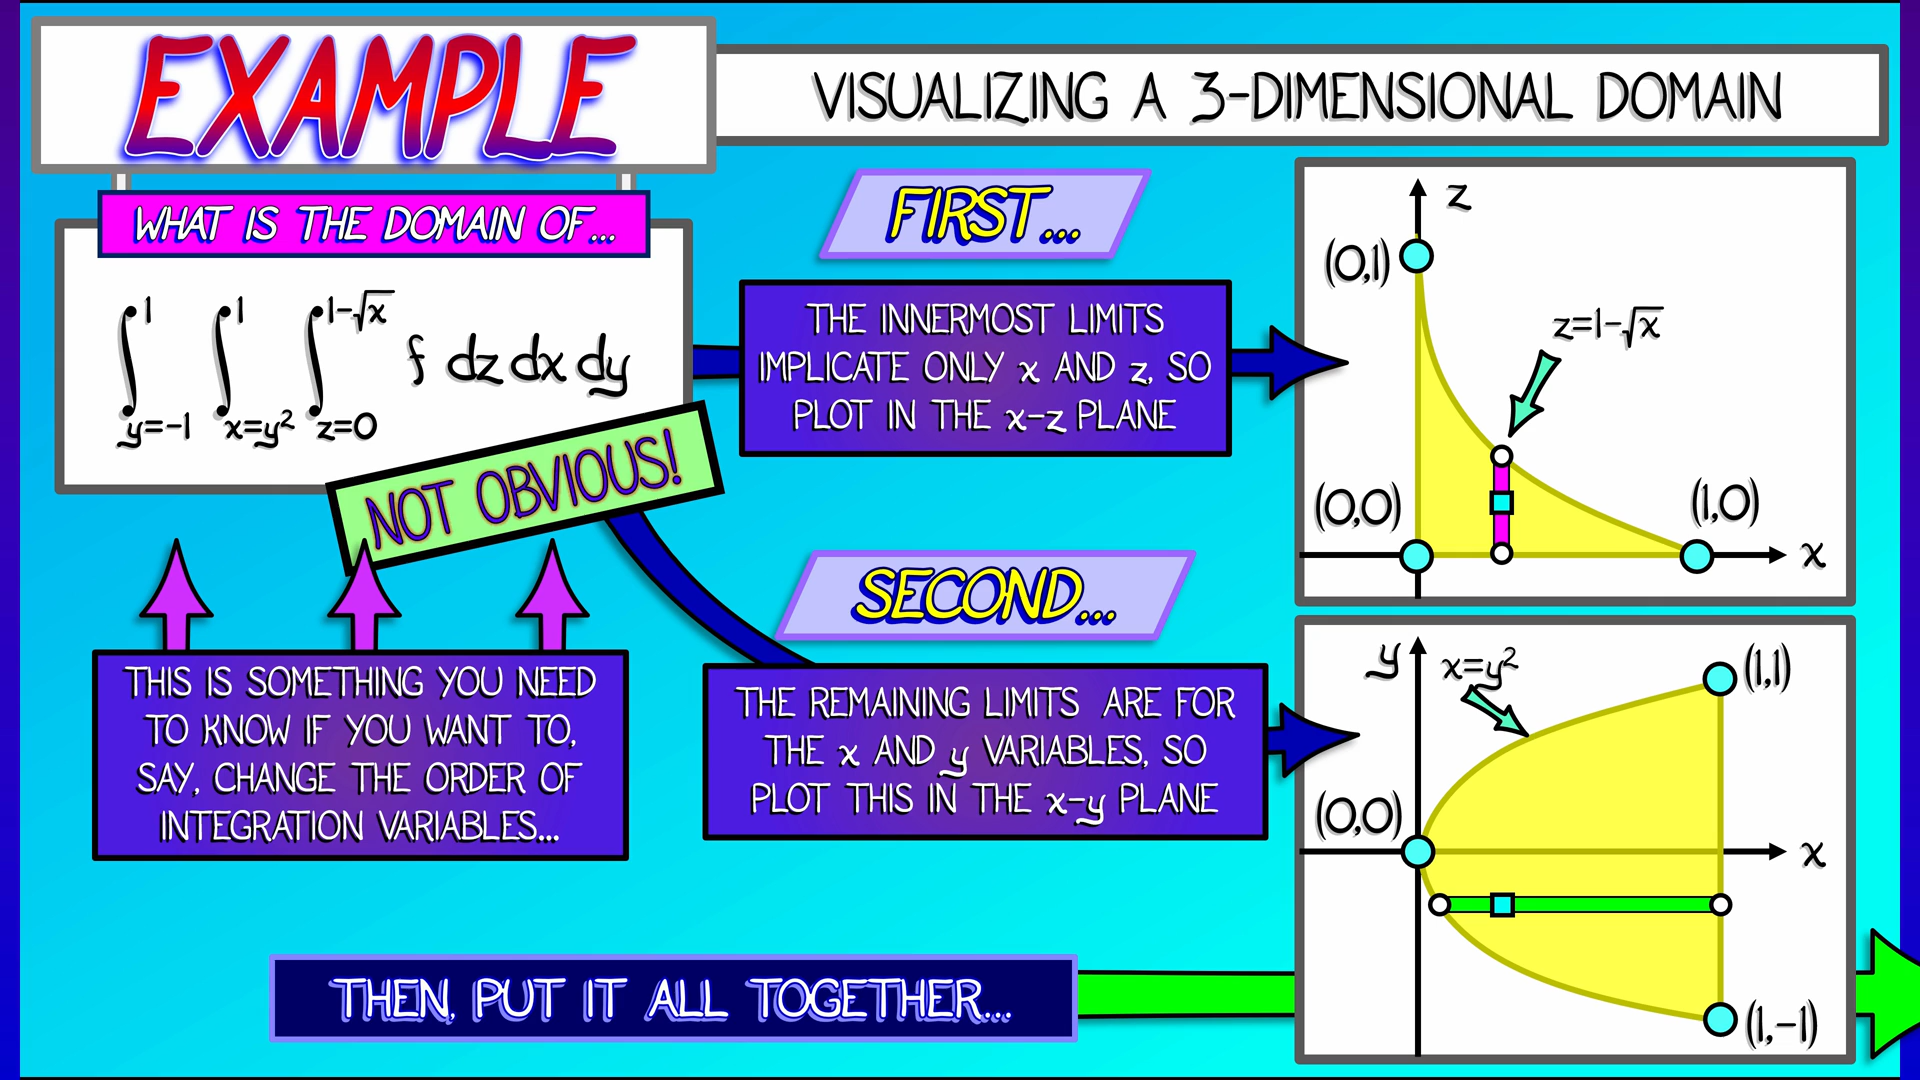 EXAMPLE
VISUALIZING A 3-DIMENSIONAL DOMAIN
WHAT IS THE DOMAIN OF...
∫_{y=-1}^{1} ∫_{x=y²}^{1} ∫_{z=0}^{1-√x} f dz dx dy
NOT OBVIOUS!
THIS IS SOMETHING YOU NEED
TO KNOW IF YOU WANT TO,
SAY, CHANGE THE ORDER OF
INTEGRATION VARIABLES...
FIRST...
THE INNERMOST LIMITS
IMPLICATE ONLY x AND z, SO
PLOT IN THE x-z PLANE
z
(0,1)
z=1-√x
(0,0)
(1,0)
x
SECOND...
THE REMAINING LIMITS ARE FOR
THE x AND y VARIABLES, SO
PLOT THIS IN THE x-y PLANE
y
x=y²
(1,1)
(0,0)
x
(1,-1)
THEN, PUT IT ALL TOGETHER...